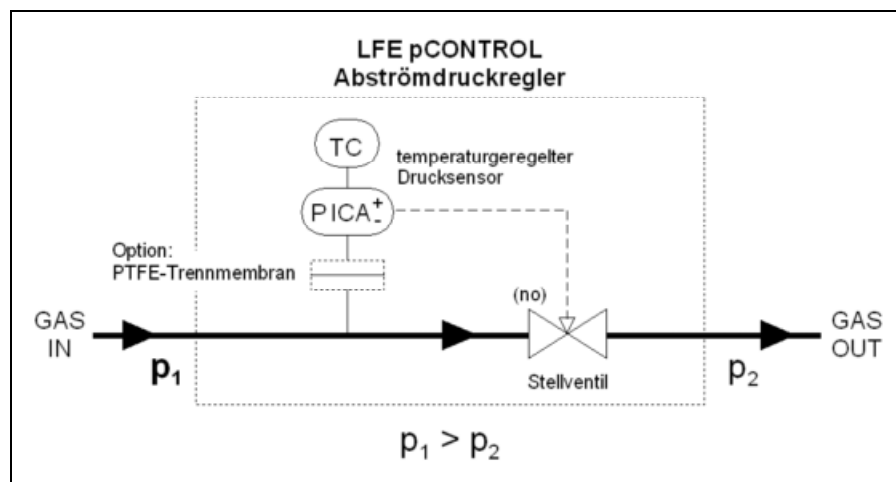 LFE pCONTROL
Abströmdruckregler
TC
temperaturgeregelter
Drucksensor
PICA+-
Option:
PTFE-Trennmembran
(no)
GAS
IN
GAS
OUT
p1
Stellventil
p2
p1 > p2